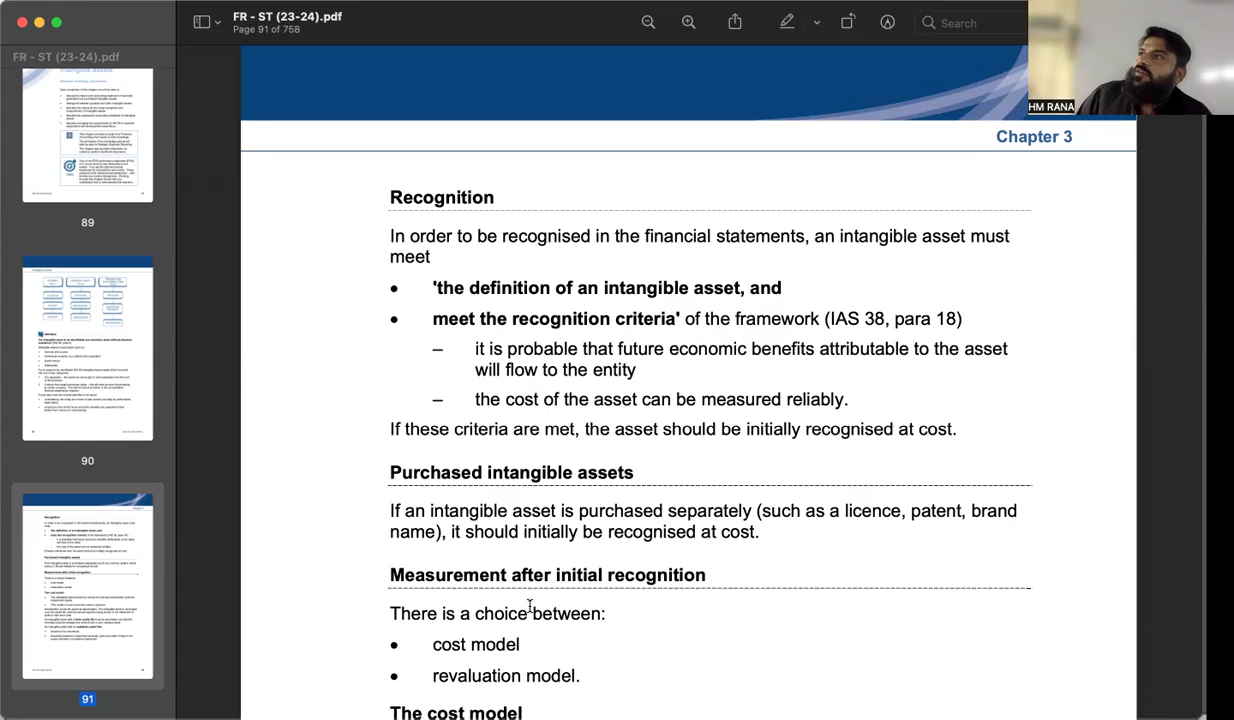 FR - ST (23-24).pdf
Page 91 of 758
Search
HM RANA
FR - ST (23-24).pdf
89
90
91
Chapter 3
Recognition
In order to be recognised in the financial statements, an intangible asset must
meet
• 'the definition of an intangible asset, and
• meet the recognition criteria' of the framework (IAS 38, para 18)
– it is probable that future economic benefits attributable to the asset
will flow to the entity
– the cost of the asset can be measured reliably.
If these criteria are met, the asset should be initially recognised at cost.
Purchased intangible assets
If an intangible asset is purchased separately (such as a licence, patent, brand
name), it should initially be recognised at cost.
Measurement after initial recognition
There is a choice between:
• cost model
• revaluation model.
The cost model